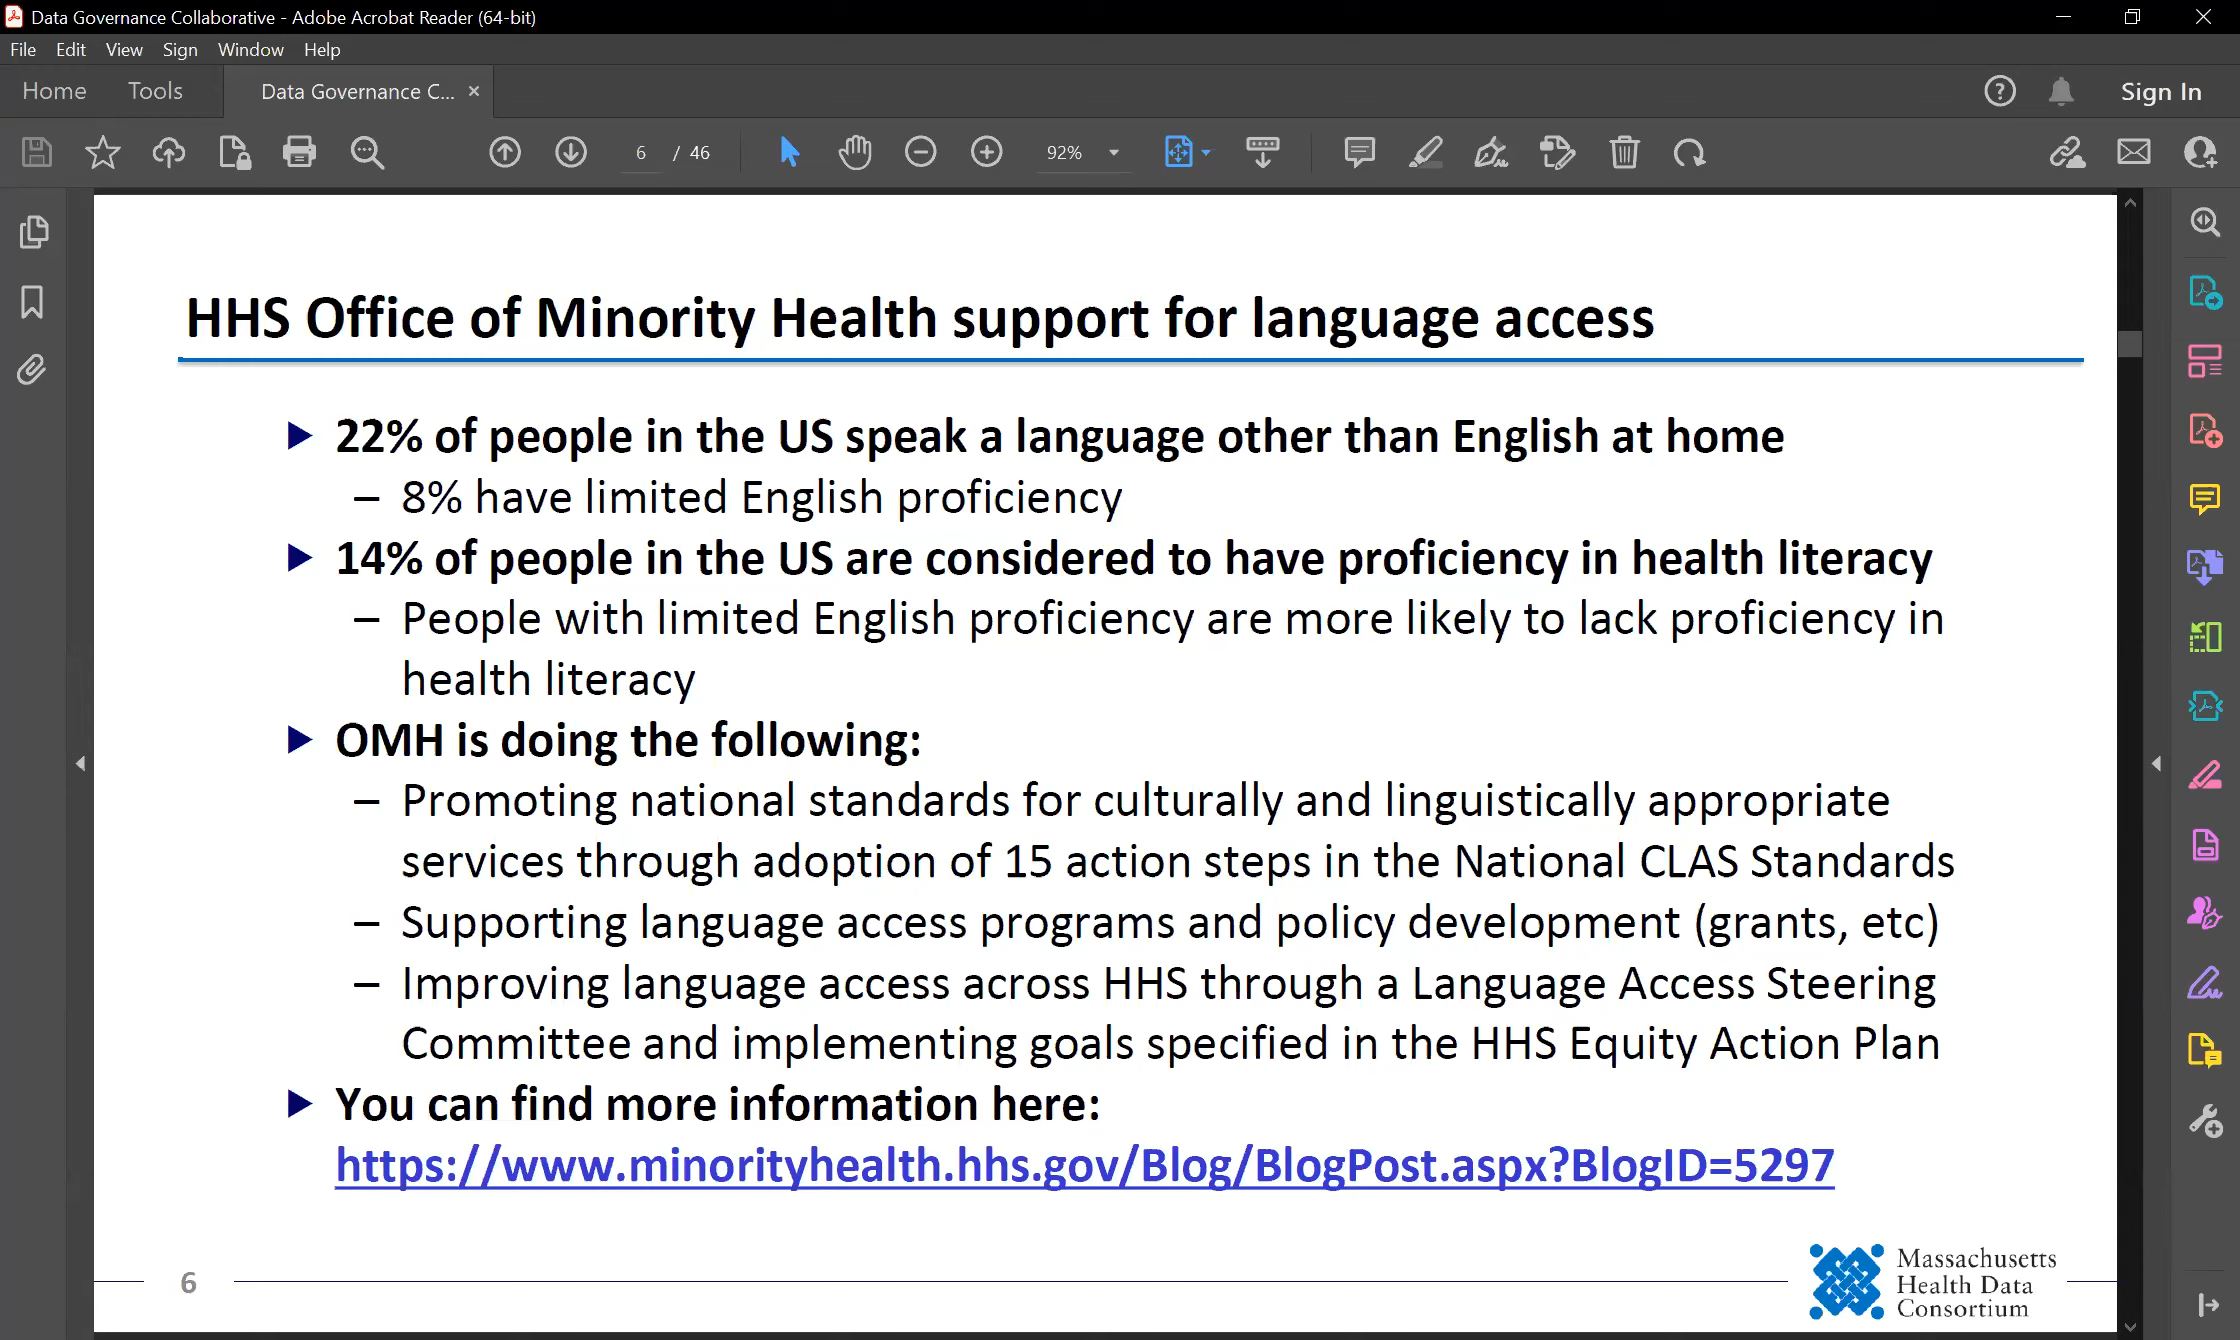 Data Governance Collaborative - Adobe Acrobat Reader (64-bit)
File Edit View Sign Window Help
Home Tools Data Governance C... ×
Sign In
6 / 46 92%
HHS Office of Minority Health support for language access
22% of people in the US speak a language other than English at home
– 8% have limited English proficiency
14% of people in the US are considered to have proficiency in health literacy
– People with limited English proficiency are more likely to lack proficiency in
health literacy
OMH is doing the following:
– Promoting national standards for culturally and linguistically appropriate
services through adoption of 15 action steps in the National CLAS Standards
– Supporting language access programs and policy development (grants, etc)
– Improving language access across HHS through a Language Access Steering
Committee and implementing goals specified in the HHS Equity Action Plan
You can find more information here:
https://www.minorityhealth.hhs.gov/Blog/BlogPost.aspx?BlogID=5297
6
Massachusetts
Health Data
Consortium